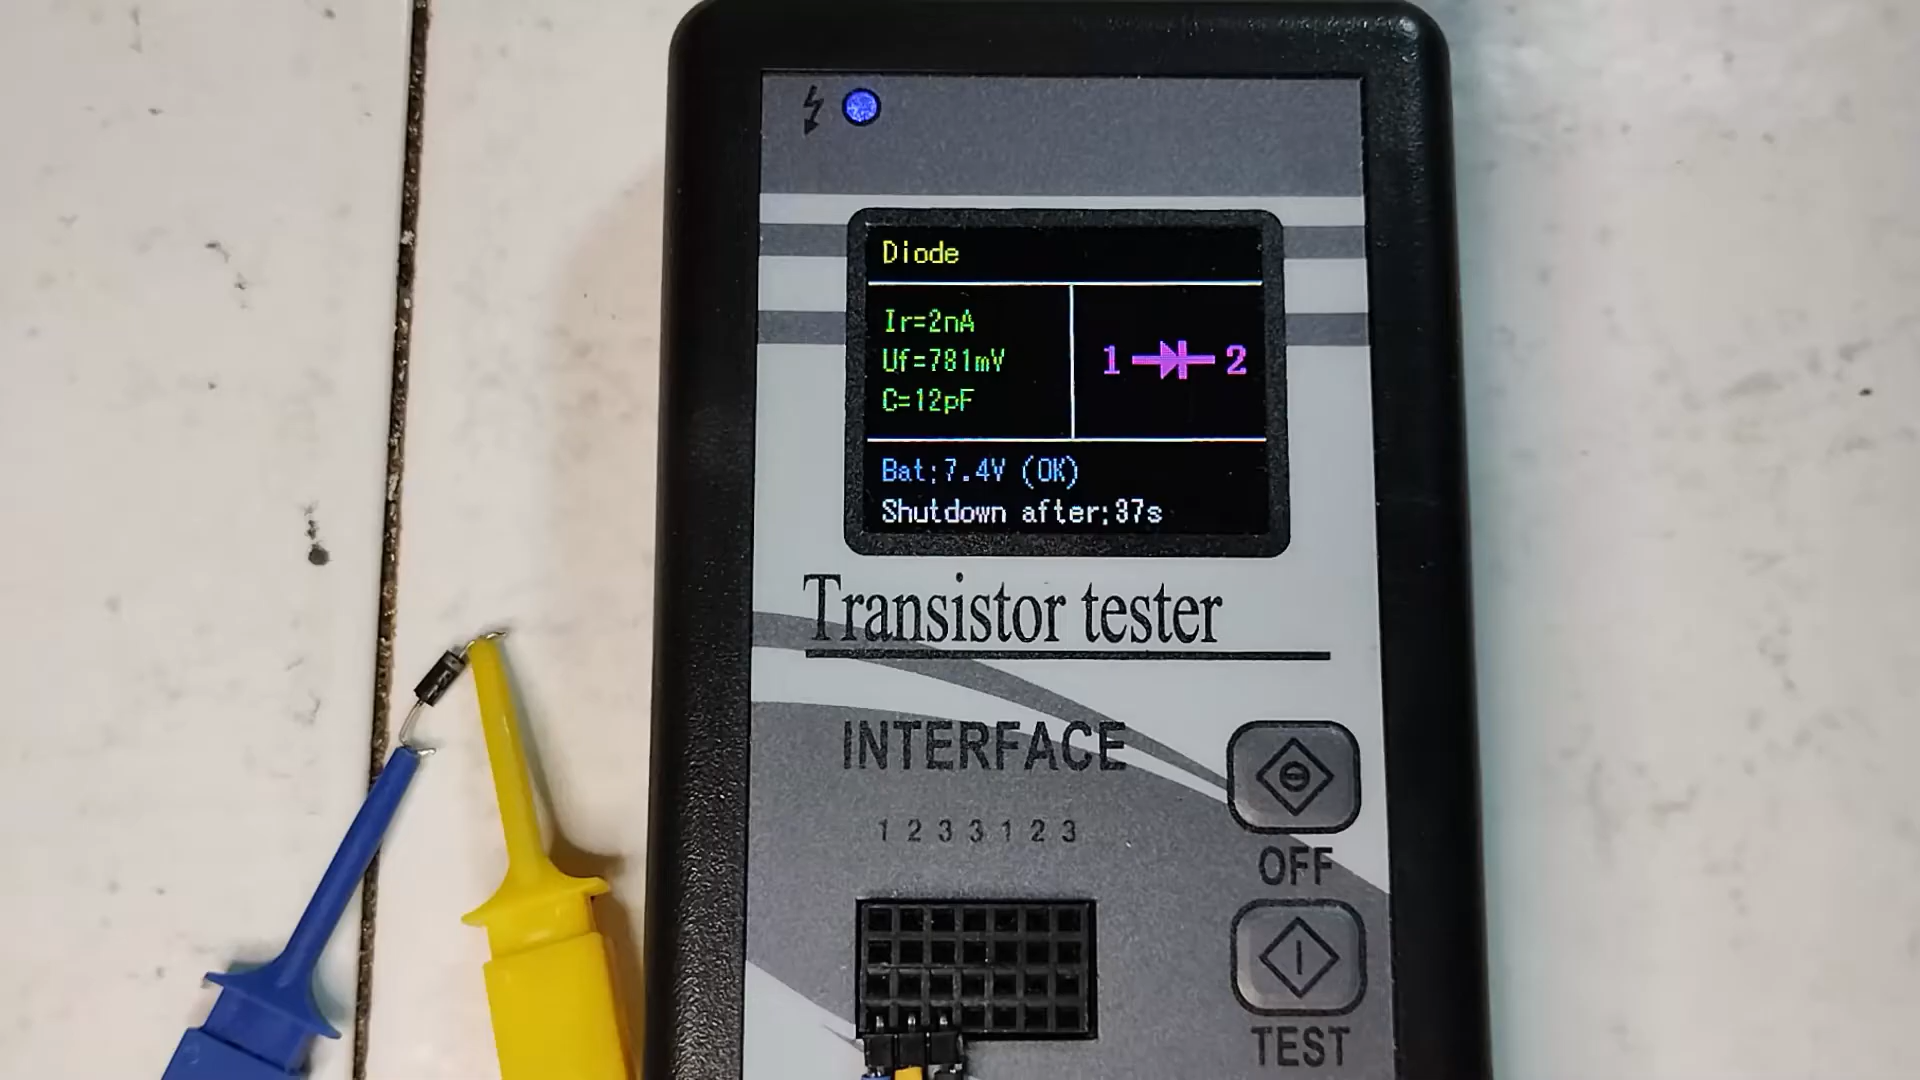 Diode
Ir=2nA
Uf=781mV
C=12pF
1 2
Bat:7.4V (OK)
Shutdown after:37s
Transistor tester
INTERFACE
1 2 3 3 1 2 3
OFF
TEST